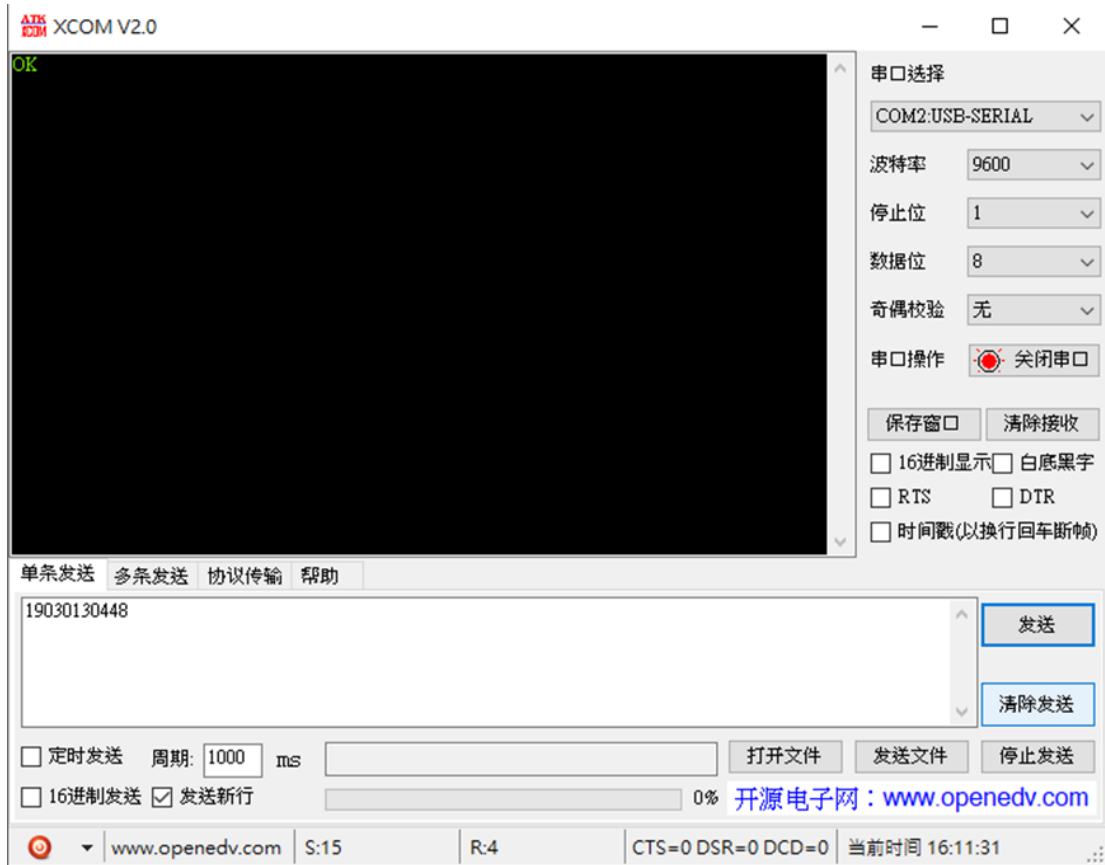 ATK XCOM XCOM V2.0
OK
串口选择
COM2:USB-SERIAL
波特率 9600
停止位 1
数据位 8
奇偶校验 无
串口操作 关闭串口
保存窗口 清除接收
16进制显示 白底黑字
RTS DTR
时间戳(以换行回车断帧)
单条发送 多条发送 协议传输 帮助
19030130448
发送
清除发送
定时发送 周期: 1000 ms 打开文件 发送文件 停止发送
16进制发送 发送新行 0% 开源电子网：www.openedv.com
www.openedv.com S:15 R:4 CTS=0 DSR=0 DCD=0 当前时间 16:11:31